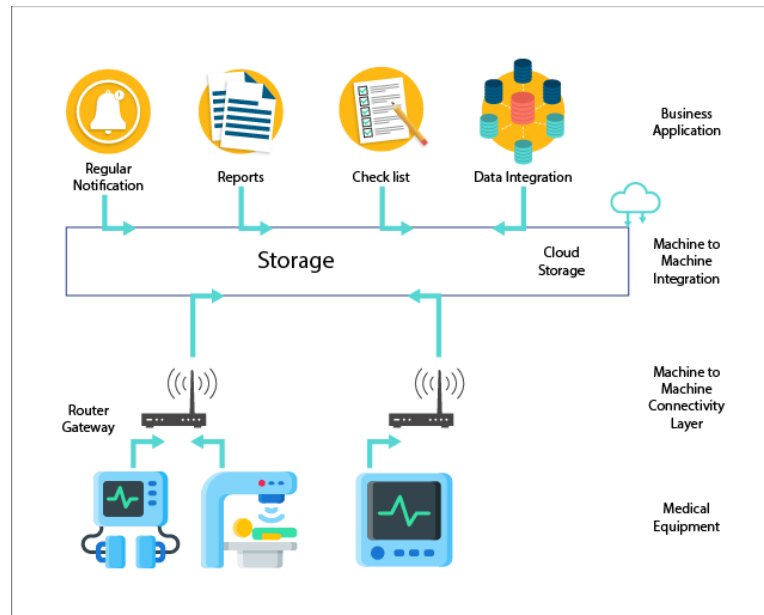 Regular
Notification
Reports
Check list
Data Integration
Business
Application
Storage
Cloud
Storage
Machine to
Machine
Integration
Router
Gateway
Machine to
Machine
Connectivity
Layer
Medical
Equipment